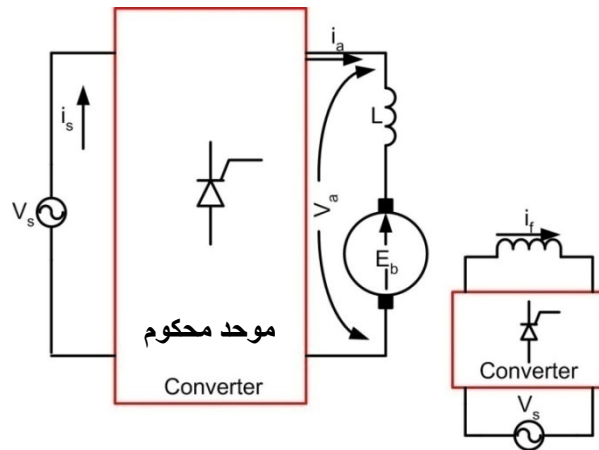 i_a
i_s
L
V_s
V_a
E_b
i_f
موحد محكوم
Converter
Converter
V_s